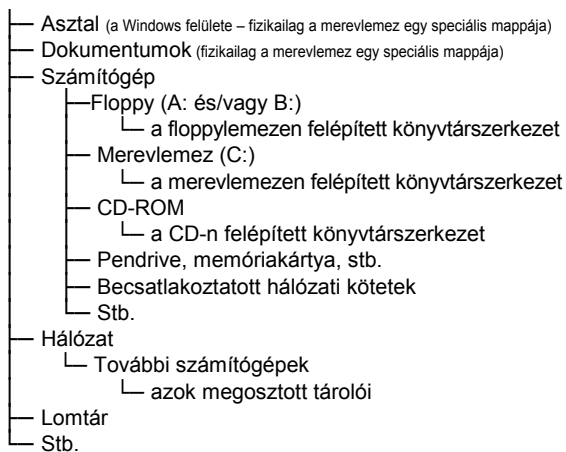 Asztal (a Windows felülete – fizikailag a merevlemez egy speciális mappája)
Dokumentumok (fizikailag a merevlemez egy speciális mappája)
Számítógép
Floppy (A: és/vagy B:)
a floppylemezen felépített könyvtárszerkezet
Merevlemez (C:)
a merevlemezen felépített könyvtárszerkezet
CD-ROM
a CD-n felépített könyvtárszerkezet
Pendrive, memóriakártya, stb.
Becsatlakoztatott hálózati kötetek
Stb.
Hálózat
További számítógépek
azok megosztott tárolói
Lomtár
Stb.